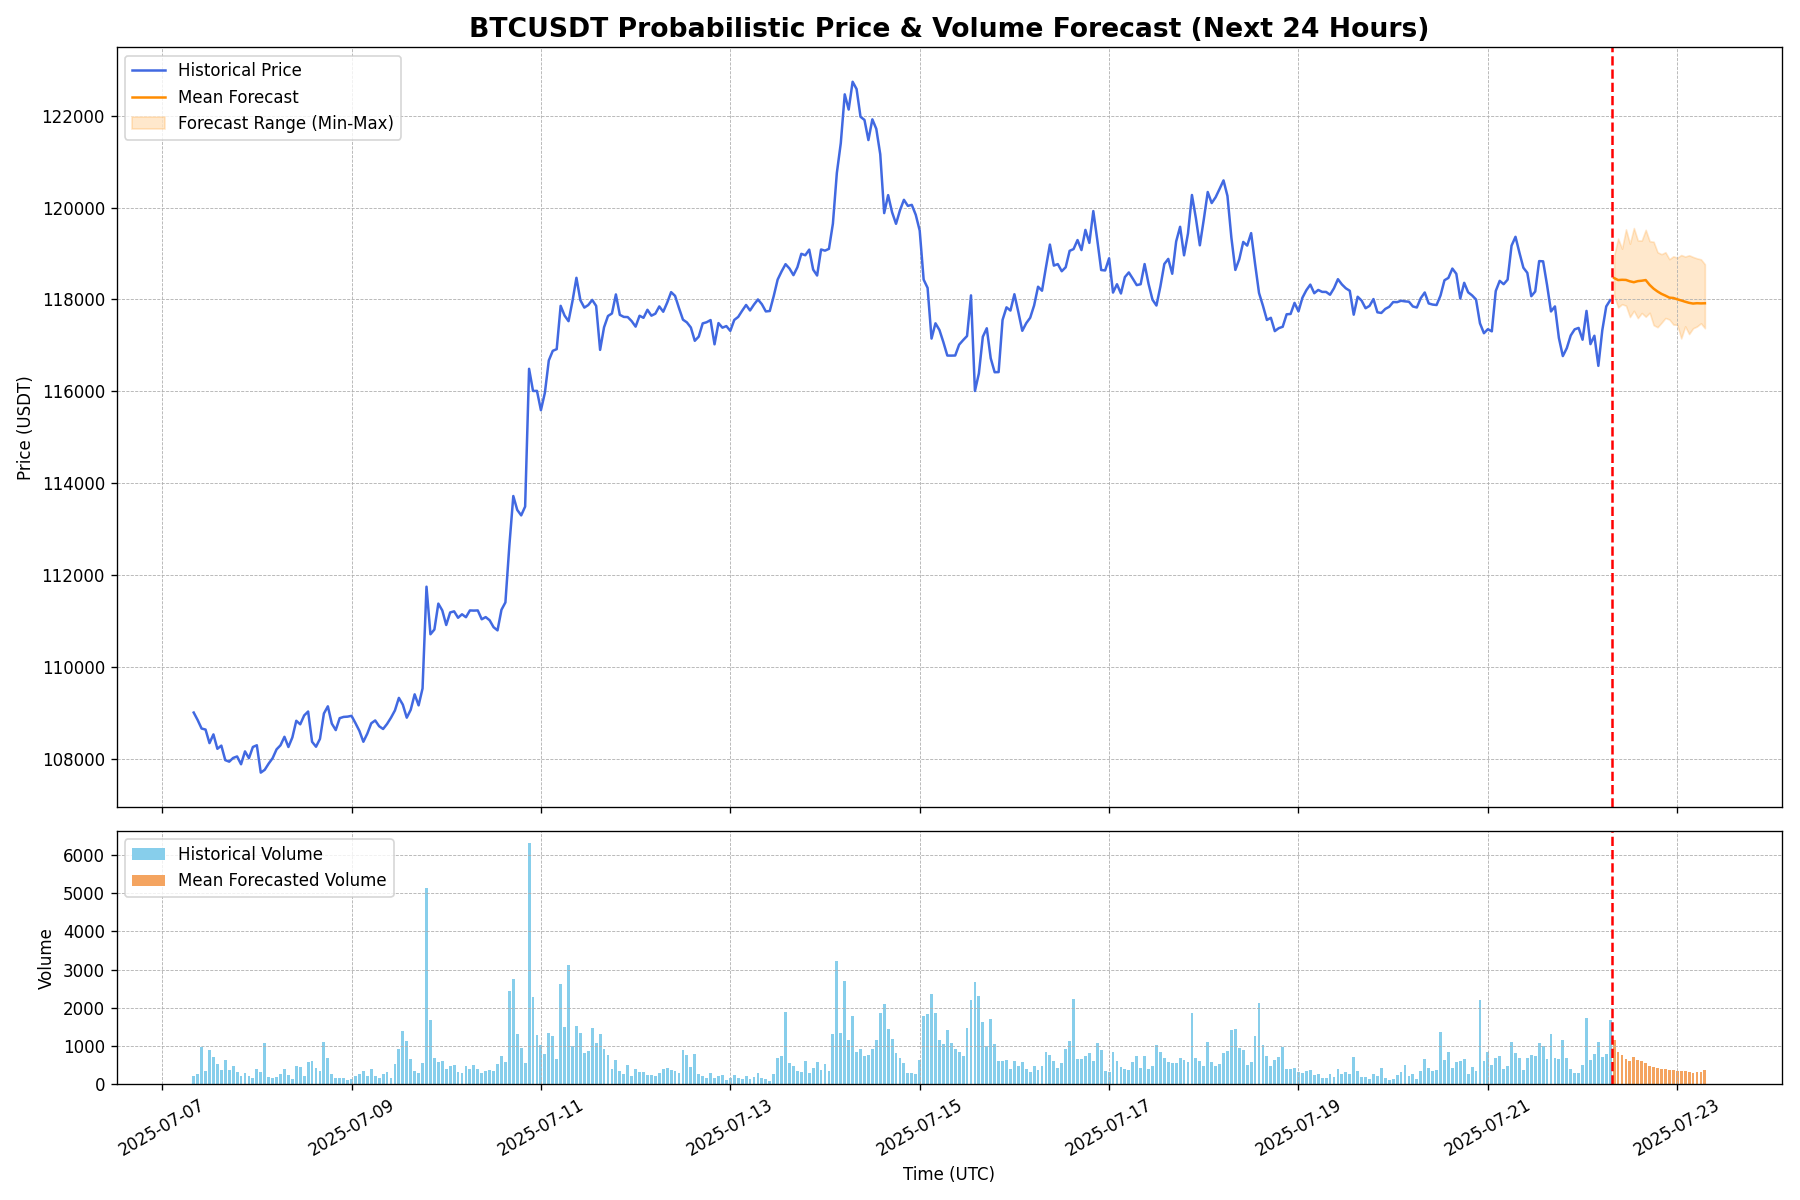 BTCUSDT Probabilistic Price & Volume Forecast (Next 24 Hours)
Historical Price
Mean Forecast
Forecast Range (Min-Max)
122000
120000
118000
116000
114000
112000
110000
108000
Price (USDT)
Historical Volume
Mean Forecasted Volume
6000
5000
4000
3000
2000
1000
0
Volume
2025-07-07
2025-07-09
2025-07-11
2025-07-13
2025-07-15
2025-07-17
2025-07-19
2025-07-21
2025-07-23
Time (UTC)